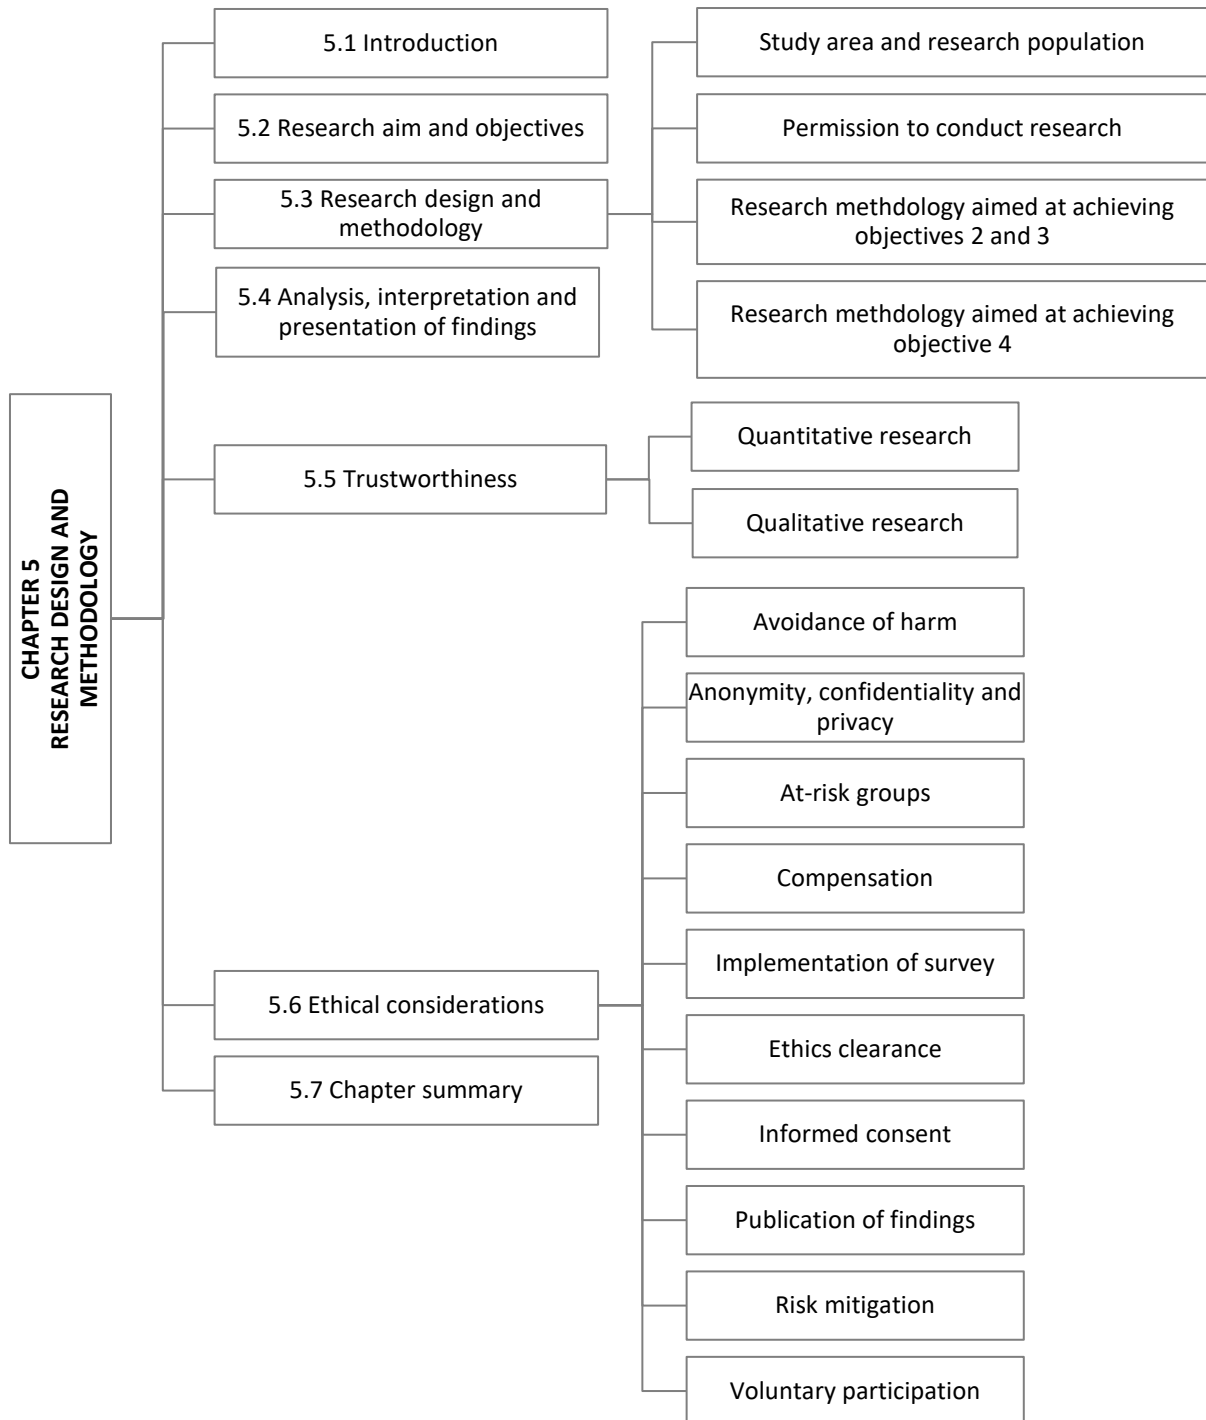 CHAPTER 5
RESEARCH DESIGN AND
METHODOLOGY
5.1 Introduction
5.2 Research aim and objectives
5.3 Research design and
methodology
Study area and research population
Permission to conduct research
Research methdology aimed at achieving
objectives 2 and 3
Research methdology aimed at achieving
objective 4
5.4 Analysis, interpretation and
presentation of findings
5.5 Trustworthiness
Quantitative research
Qualitative research
5.6 Ethical considerations
Avoidance of harm
Anonymity, confidentiality and
privacy
At-risk groups
Compensation
Implementation of survey
Ethics clearance
Informed consent
Publication of findings
Risk mitigation
Voluntary participation
5.7 Chapter summary